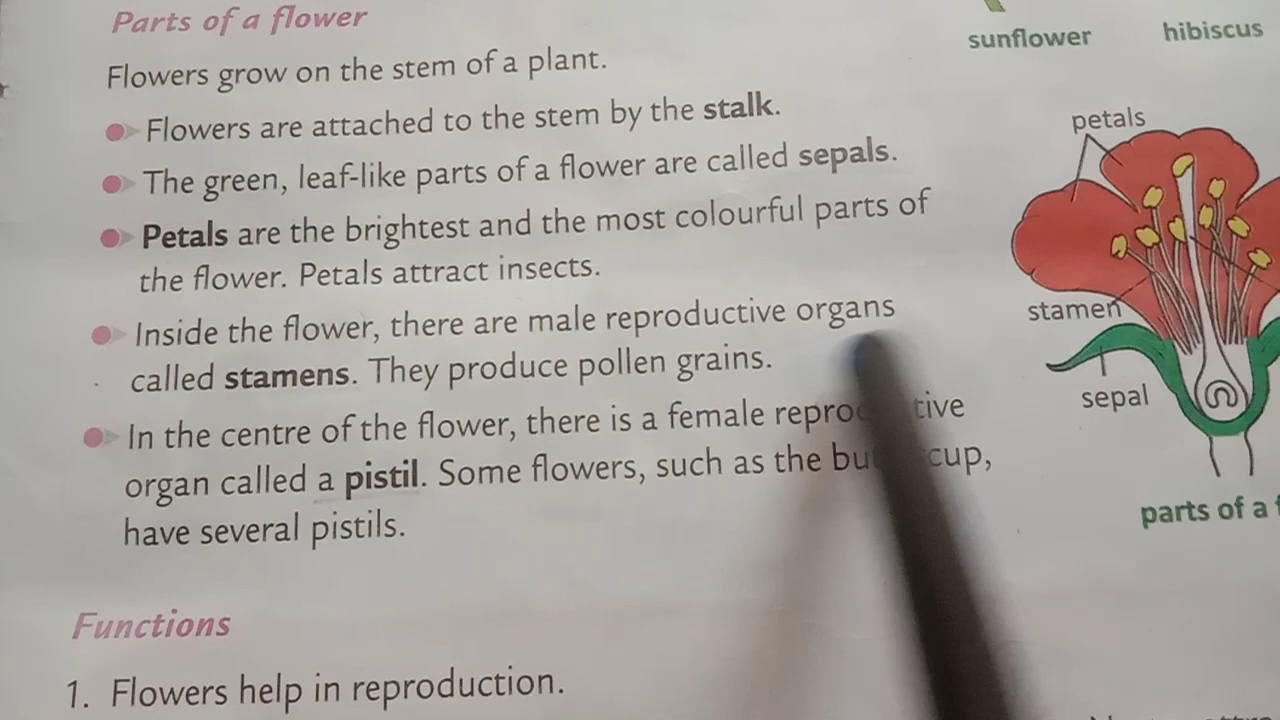 Parts of a flower
Flowers grow on the stem of a plant.
Flowers are attached to the stem by the stalk.
The green, leaf-like parts of a flower are called sepals.
Petals are the brightest and the most colourful parts of
the flower. Petals attract insects.
Inside the flower, there are male reproductive organs
called stamens. They produce pollen grains.
In the centre of the flower, there is a female
organ called a pistil. Some flowers, such as the
have several pistils.
Functions
1. Flowers help in reproduction.
sunflower
hibiscus
petals
stamen
sepal
parts of a